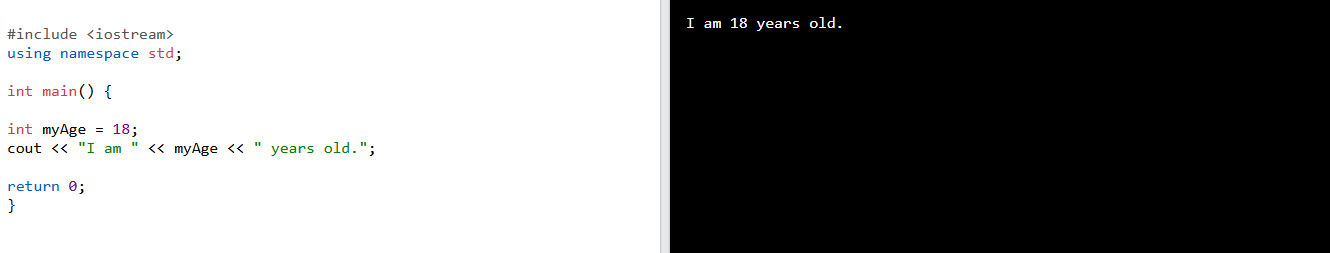 #include <iostream>
using namespace std;
int main() {
int myAge = 18;
cout << "I am " << myAge << " years old.";
return 0;
}
I am 18 years old.